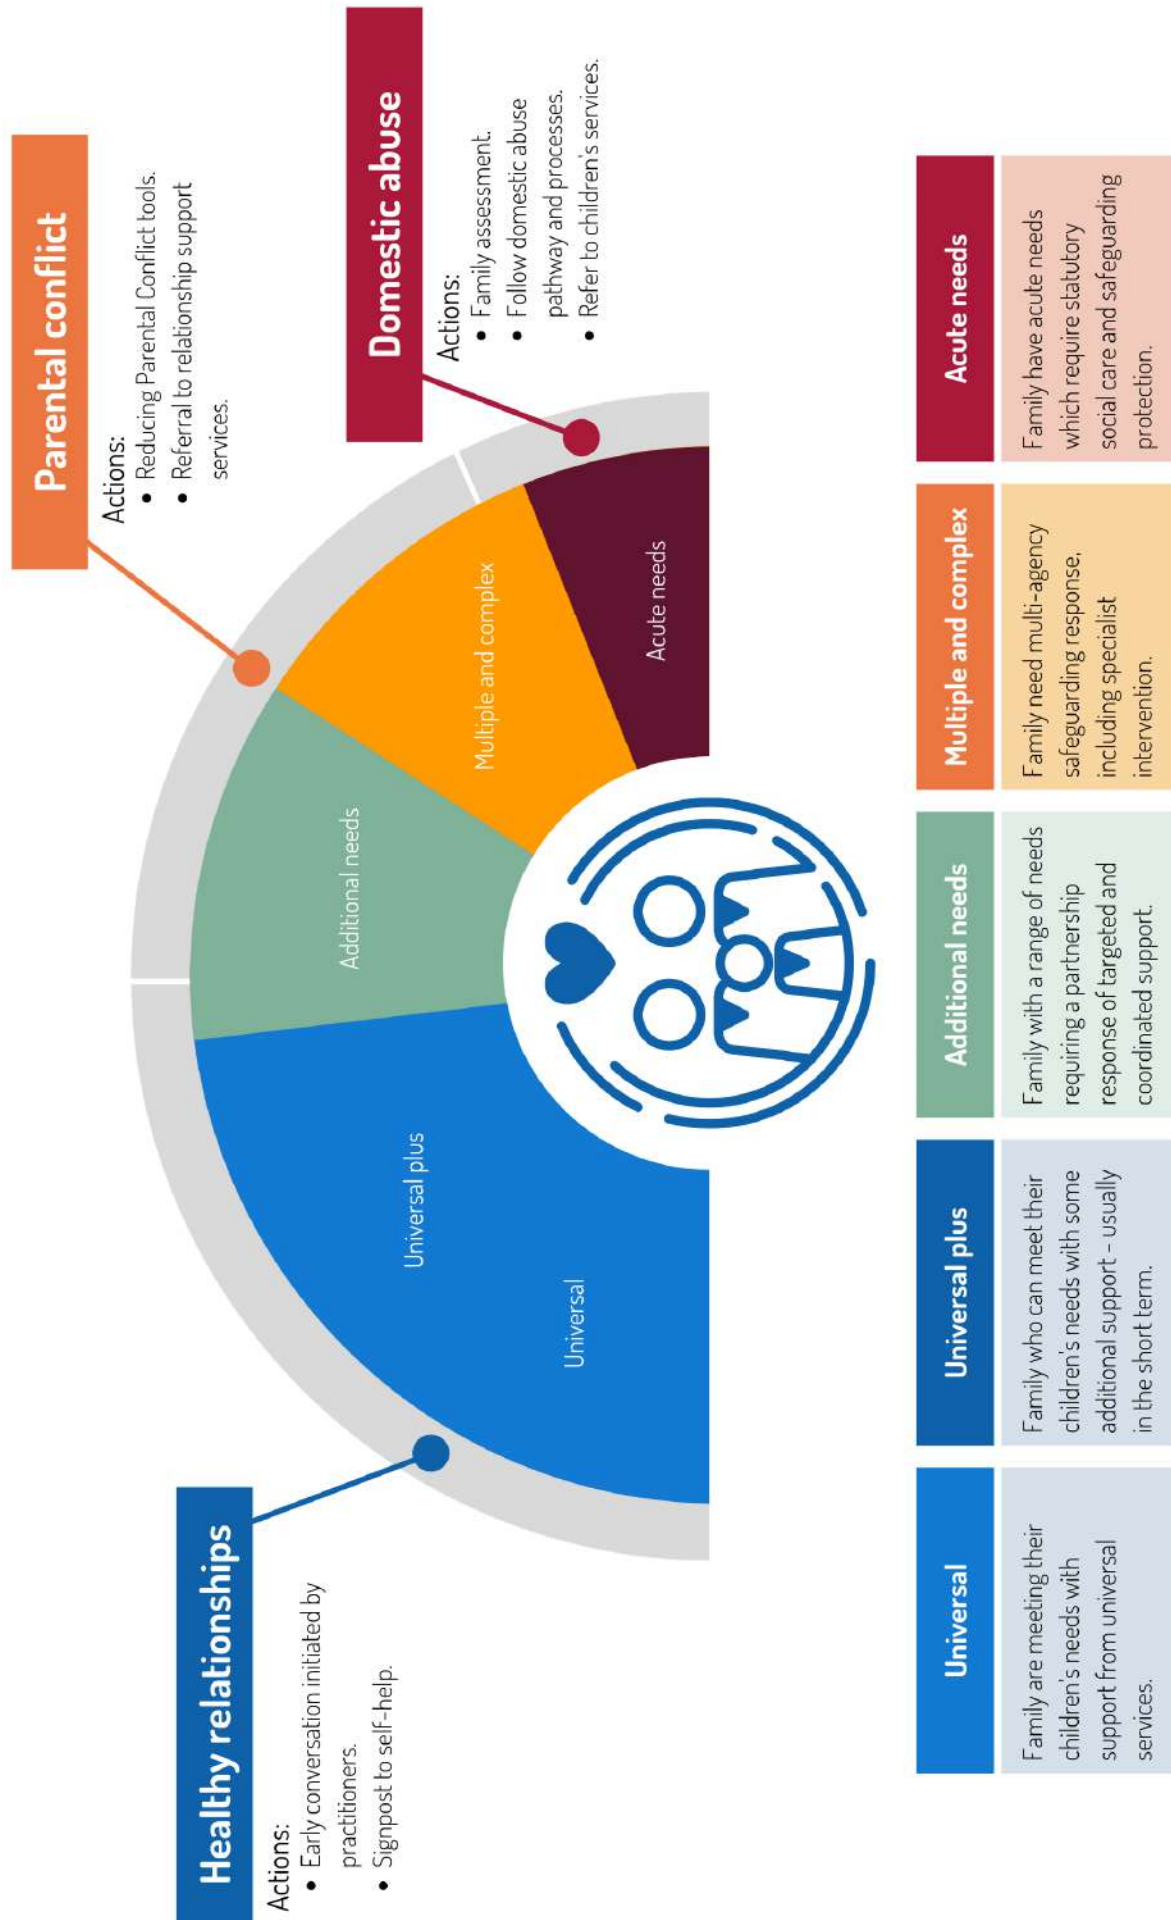 Healthy relationships
Actions:
• Early conversation initiated by
practitioners.
• Signpost to self-help.
Parental conflict
Actions:
• Reducing Parental Conflict tools.
• Referral to relationship support
services.
Domestic abuse
Actions:
• Family assessment.
• Follow domestic abuse
pathway and processes.
• Refer to children's services.
Universal
Universal plus
Additional needs
Multiple and complex
Acute needs
Universal
Family are meeting their
children's needs with
support from universal
services.
Universal plus
Family who can meet their
children's needs with some
additional support - usually
in the short term.
Additional needs
Family with a range of needs
requiring a partnership
response of targeted and
coordinated support.
Multiple and complex
Family need multi-agency
safeguarding response,
including specialist
intervention.
Acute needs
Family have acute needs
which require statutory
social care and safeguarding
protection.